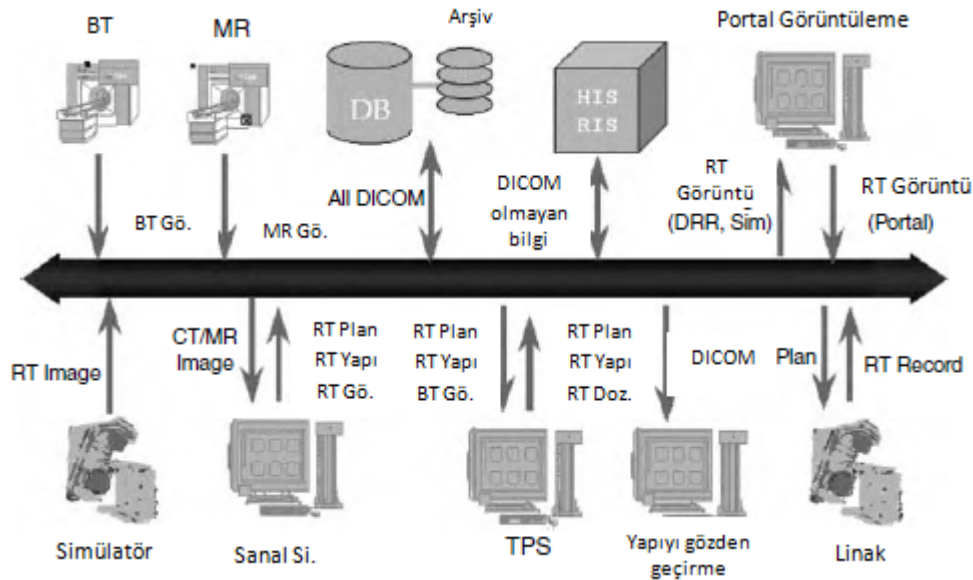 BT
MR
Arşiv
Portal Görüntüleme
DB
HIS
RIS
BT Gö.
MR Gö.
All DICOM
DICOM
olmayan
bilgi
RT
Görüntü
(DRR, Sim)
RT Görüntü
(Portal)
RT Image
CT/MR
Image
RT Plan
RT Yapı
RT Gö.
RT Plan
RT Yapı
BT Gö.
RT Plan
RT Yapı
RT Doz.
DICOM
Plan
RT Record
Simülatör
Sanal Si.
TPS
Yapıyı gözden
geçirme
Linak